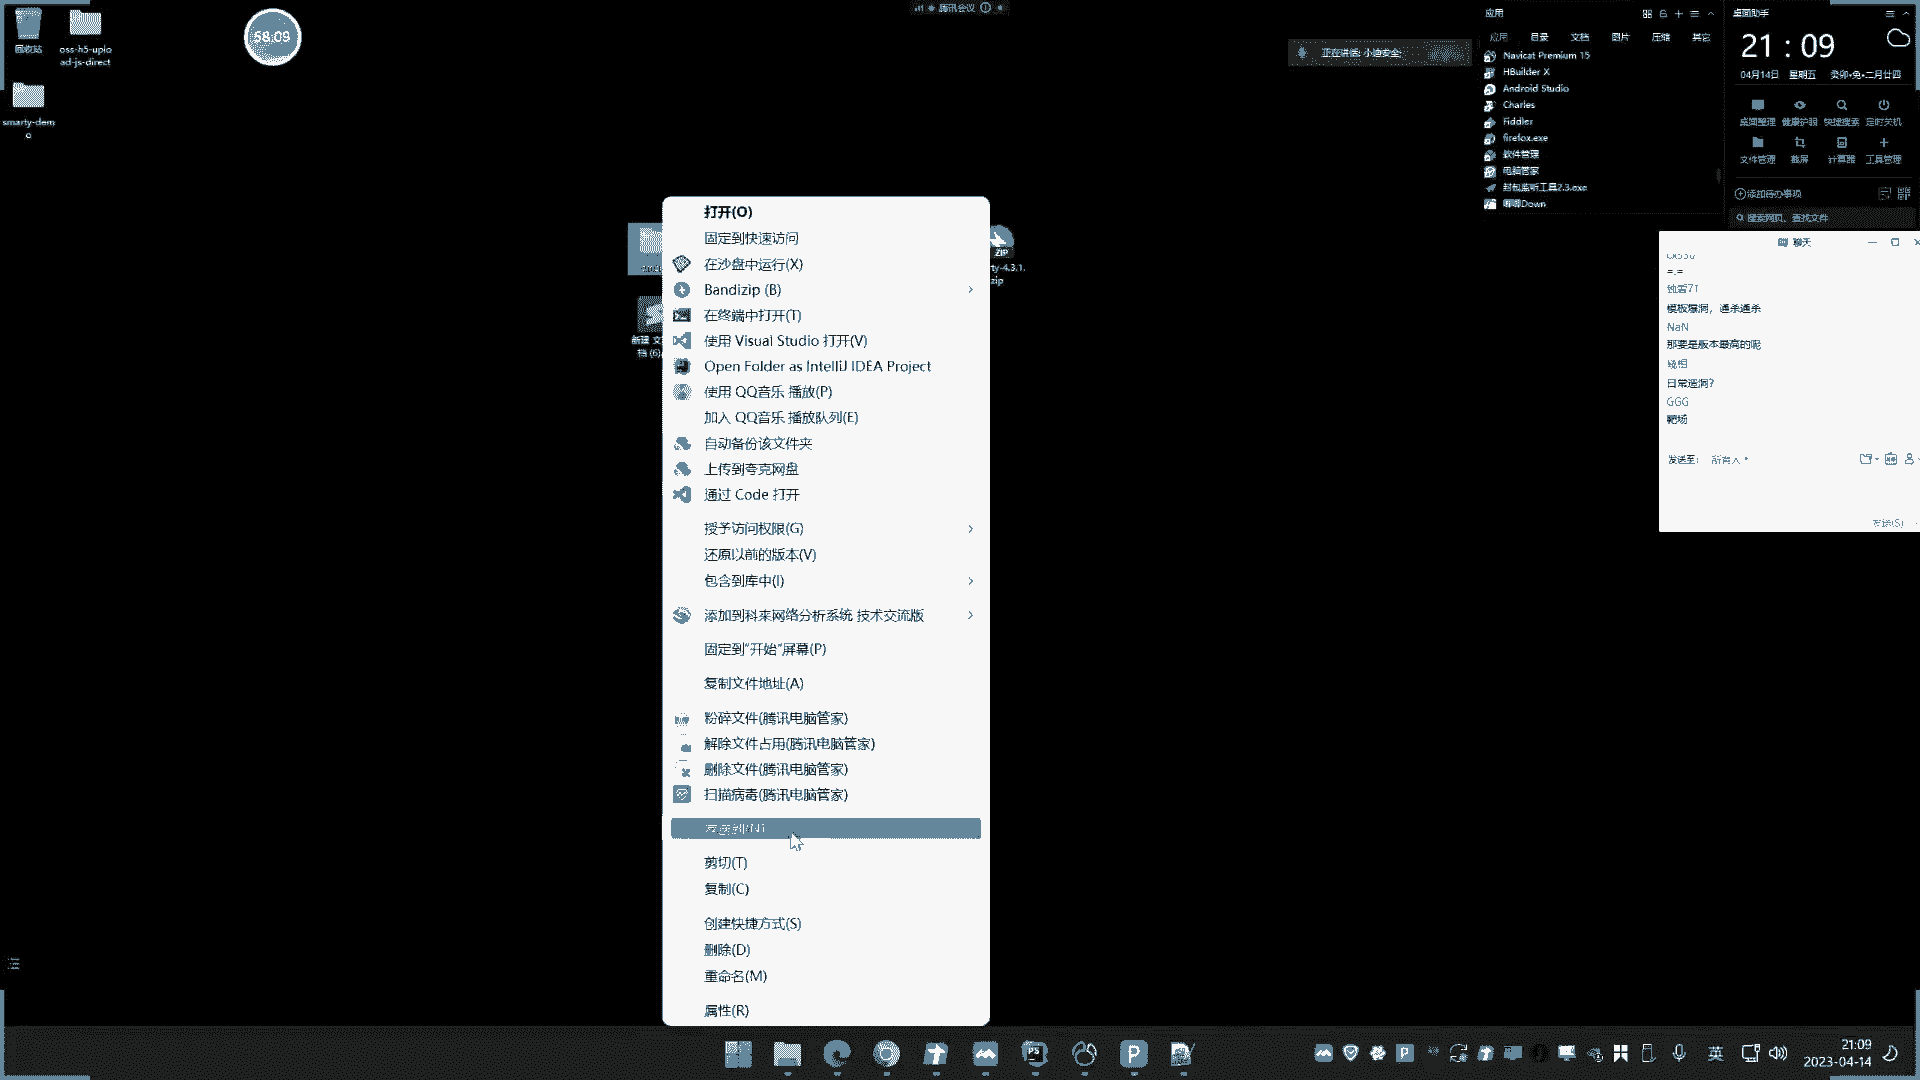 回收站
oss-h5-uplo
ad-js-direct
smarty-dem
o
58:09
腾讯会议
正在讲话: 小迪安全
应用
应用 目录 文档 图片 压缩 其它
Navicat Premium 15
HBuilder X
Android Studio
Charles
Fiddler
firefox.exe
软件管理
电脑管家
封包监听工具2.3.exe
唧唧Down
桌面助手
21 : 09
04月14日 星期五 癸卯•兔•二月廿四
桌面整理 健康护眼 快捷搜索 定时关机
文件管理 截屏 计算器 工具管理
添加待办事项
搜索网页、查找文件
聊天
=.=
模板爆洞，通杀通杀
NaN
那要是版本最高的呢
日常逛洞？
GGG
靶场
发送至: 所有人
发送(S)
ZIP
ty-4.3.1.
zip
新建 文
档 (6)
打开(O)
固定到快速访问
在沙盘中运行(X)
Bandizip (B)
在终端中打开(T)
使用 Visual Studio 打开(V)
Open Folder as IntelliJ IDEA Project
使用 QQ音乐 播放(P)
加入 QQ音乐 播放队列(E)
自动备份该文件夹
上传到夸克网盘
通过 Code 打开
授予访问权限(G)
还原以前的版本(V)
包含到库中(I)
添加到科来网络分析系统 技术交流版
固定到"开始"屏幕(P)
复制文件地址(A)
粉碎文件(腾讯电脑管家)
解除文件占用(腾讯电脑管家)
删除文件(腾讯电脑管家)
扫描病毒(腾讯电脑管家)
发送到(N)
剪切(T)
复制(C)
创建快捷方式(S)
删除(D)
重命名(M)
属性(R)
英
21:09
2023-04-14